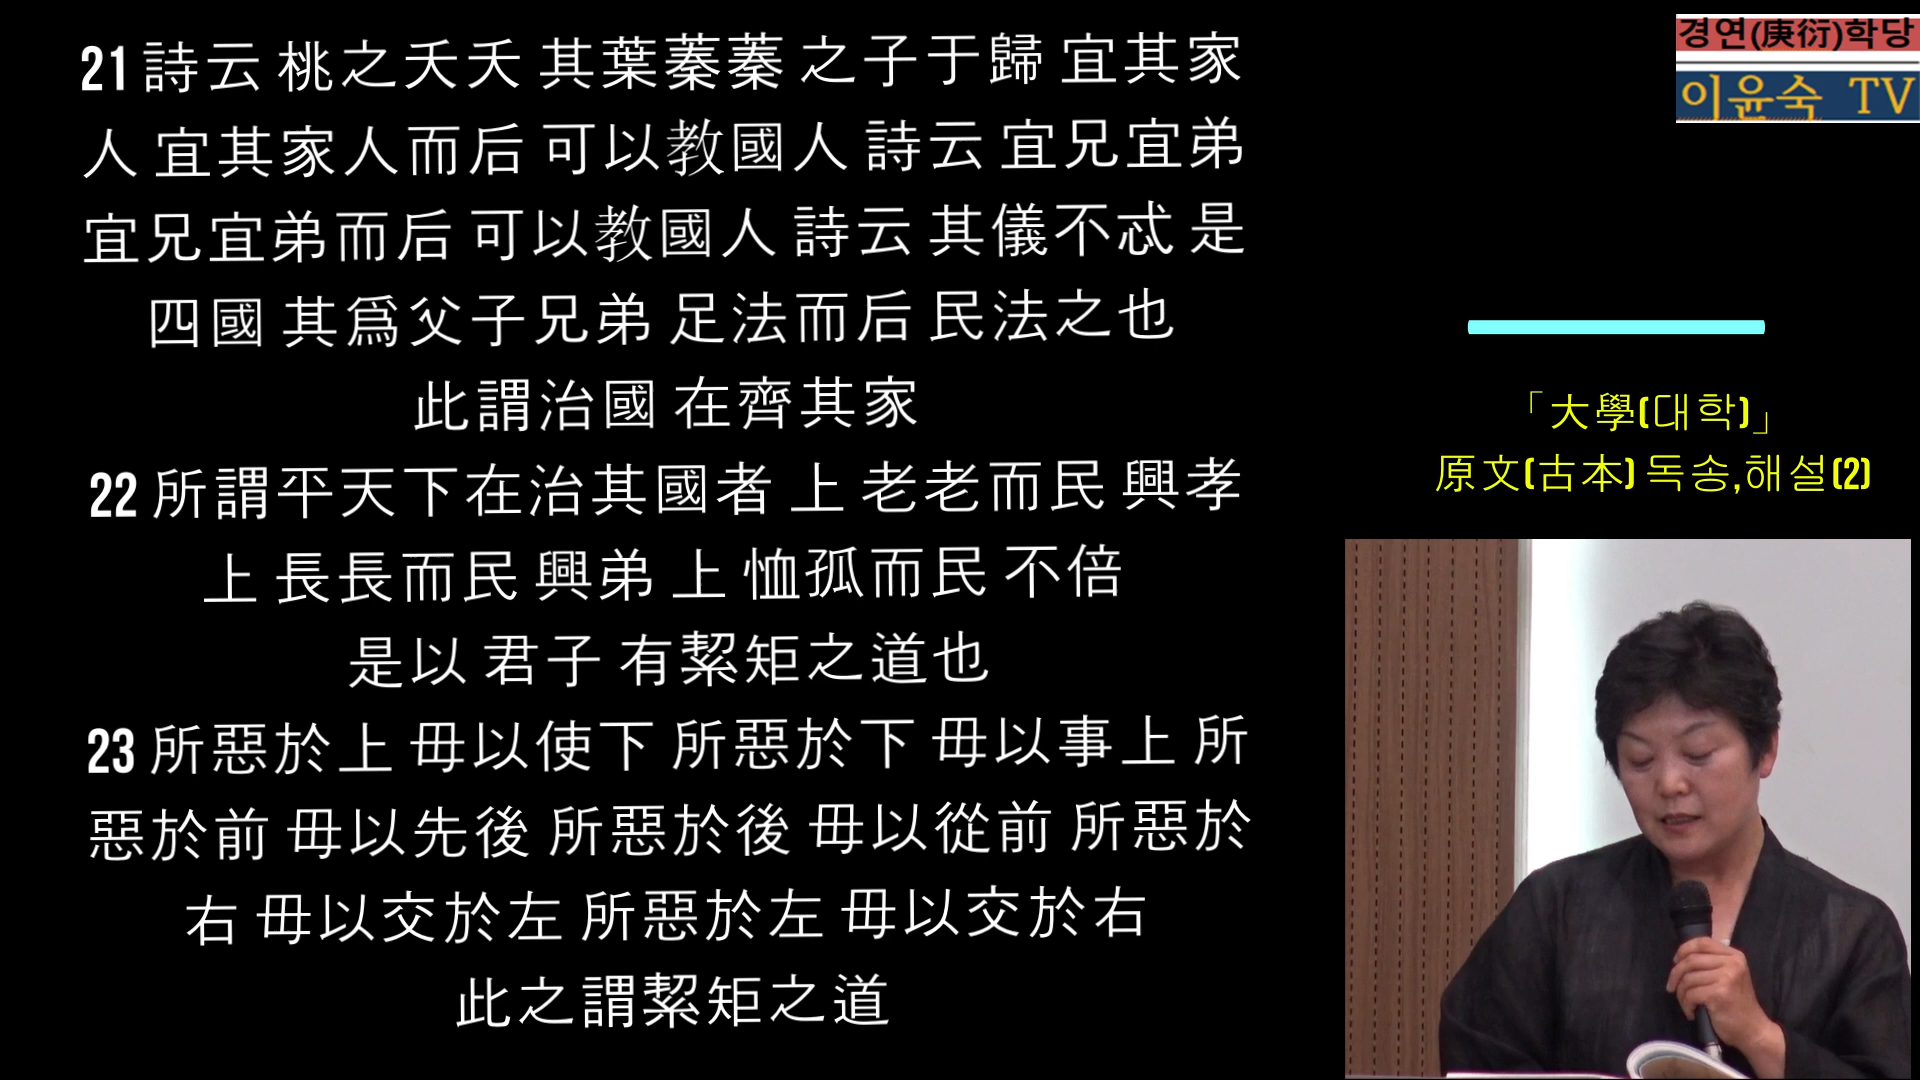 21 詩云 桃之夭夭 其葉蓁蓁 之子于歸 宜其家
人 宜其家人而后 可以教國人 詩云 宜兄宜弟
宜兄宜弟而后 可以教國人 詩云 其儀不忒 是
四國 其爲父子兄弟 足法而后 民法之也
此謂治國 在齊其家
22 所謂平天下在治其國者 上 老老而民 興孝
上 長長而民 興弟 上 恤孤而民 不倍
是以 君子 有絜矩之道也
23 所惡於上 毋以使下 所惡於下 毋以事上 所
惡於前 毋以先後 所惡於後 毋以從前 所惡於
右 毋以交於左 所惡於左 毋以交於右
此之謂絜矩之道
경연(庚衍)학당
이윤숙 TV
「大學(대학)」
原文(古本) 독송,해설(2)